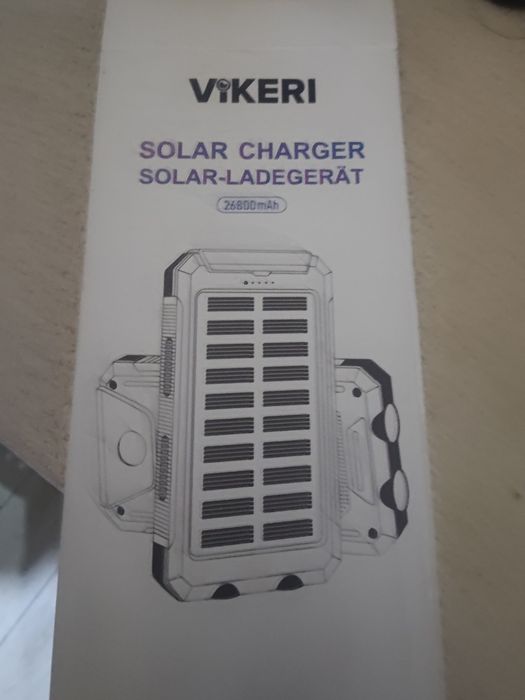 ViKERI
SOLAR CHARGER
SOLAR-LADEGERÄT
26800mAh